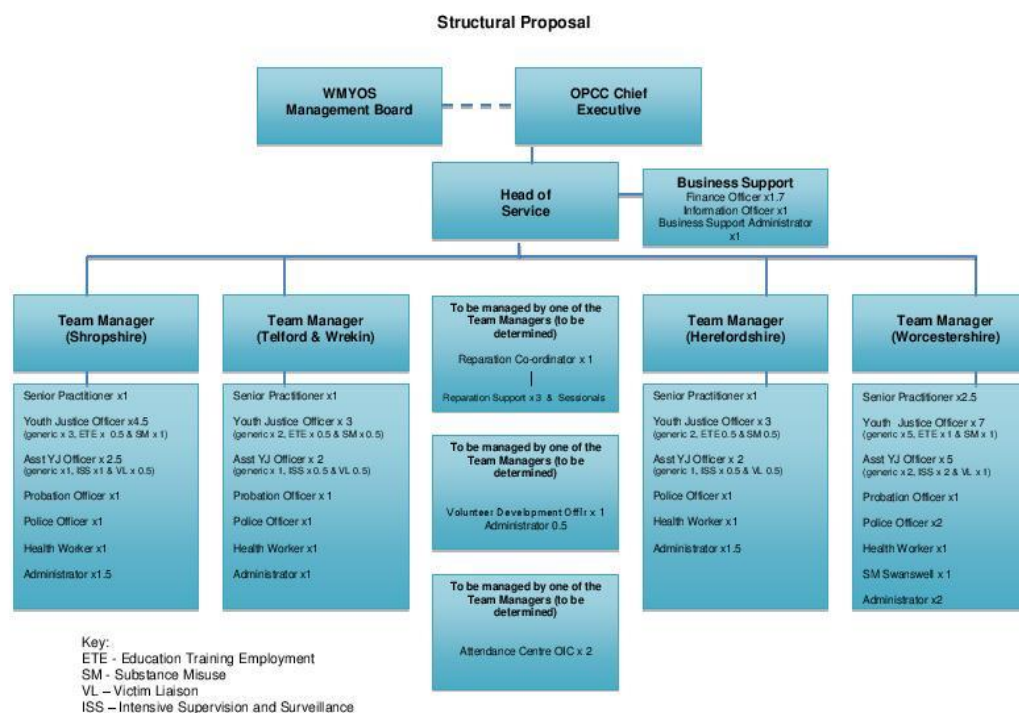 Structural Proposal
WMYOS
Management Board
OPCC Chief
Executive
Head of
Service
Business Support
Finance Officer x1.7
Information Officer x1
Business Support Administrator
x1
Team Manager
(Shropshire)
Senior Practitioner x1
Youth Justice Officer x4.5
(generic x 3, ETE x 0.5 & SM x 1)
Asst YJ Officer x 2.5
(generic x1, ISS x1 & VL x 0.5)
Probation Officer x1
Police Officer x1
Health Worker x1
Administrator x1.5
Team Manager
(Telford & Wrekin)
Senior Practitioner x1
Youth Justice Officer x 3
(generic x 2, ETE x 0.5 & SM x 0.5)
Asst YJ Officer x 2
(generic x 1, ISS x 0.5 & VL 0.5)
Probation Officer x 1
Police Officer x1
Health Worker x1
Administrator x1
To be managed by one of the
Team Managers (to be
determined)
Reparation Co-ordinator x 1
Reparation Support x 3 & Sessionals
To be managed by one of the
Team Managers (to be
determined)
Volunteer Development Offir x 1
Administrator 0.5
To be managed by one of the
Team Managers (to be
determined)
Attendance Centre OIC x 2
Team Manager
(Herefordshire)
Senior Practitioner x1
Youth Justice Officer x 3
(generic 2, ETE 0.5 & SM 0.5)
Asst YJ Officer x 2
(generic 1, ISS x 0.5 & VL 0.5)
Police Officer x1
Health Worker x1
Administrator x1.5
Team Manager
(Worcestershire)
Senior Practitioner x2.5
Youth Justice Officer x 7
(generic x 5, ETE x 1 & SM x 1)
Asst YJ Officer x 5
(generic x 2, ISS x 2 & VL x 1)
Probation Officer x1
Police Officer x2
Health Worker x1
SM Swanswell x 1
Administrator x2
Key:
ETE - Education Training Employment
SM - Substance Misuse
VL – Victim Liaison
ISS – Intensive Supervision and Surveillance